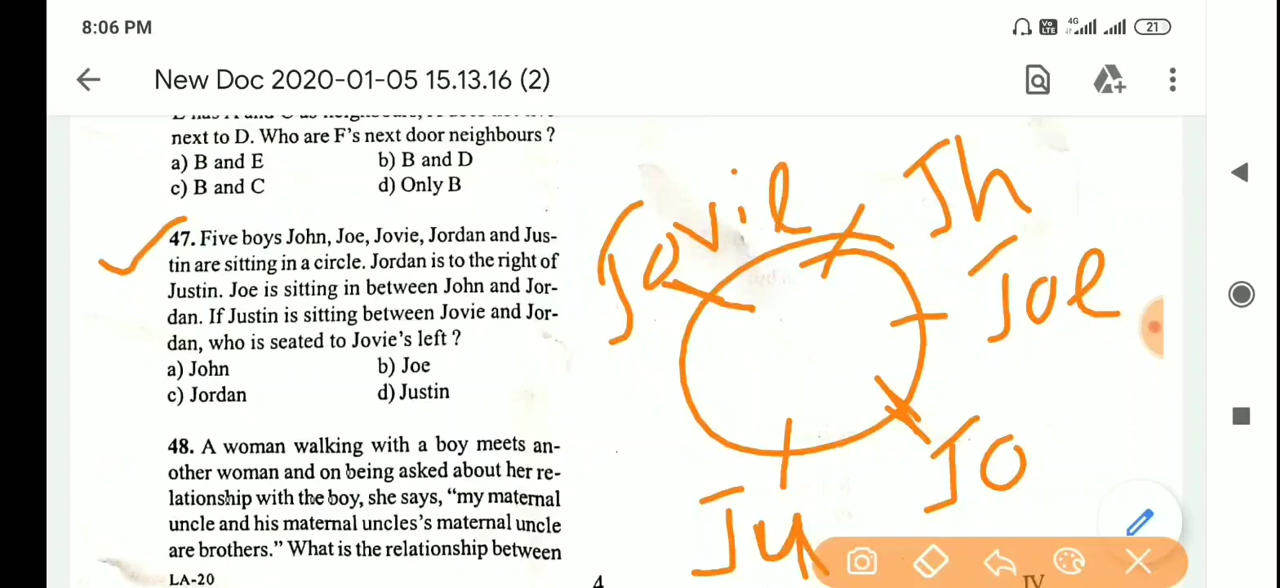 8:06 PM
Vo LTE 4G 21
New Doc 2020-01-05 15.13.16 (2)
next to D. Who are F's next door neighbours ?
a) B and E b) B and D
c) B and C d) Only B
47. Five boys John, Joe, Jovie, Jordan and Jus-
tin are sitting in a circle. Jordan is to the right of
Justin. Joe is sitting in between John and Jor-
dan. If Justin is sitting between Jovie and Jor-
dan, who is seated to Jovie's left ?
a) John b) Joe
c) Jordan d) Justin
48. A woman walking with a boy meets an-
other woman and on being asked about her re-
lationship with the boy, she says, "my maternal
uncle and his maternal uncles's maternal uncle
are brothers." What is the relationship between
LA-20
4
IV
Jovie
Jh
Joe
Jo
Ju